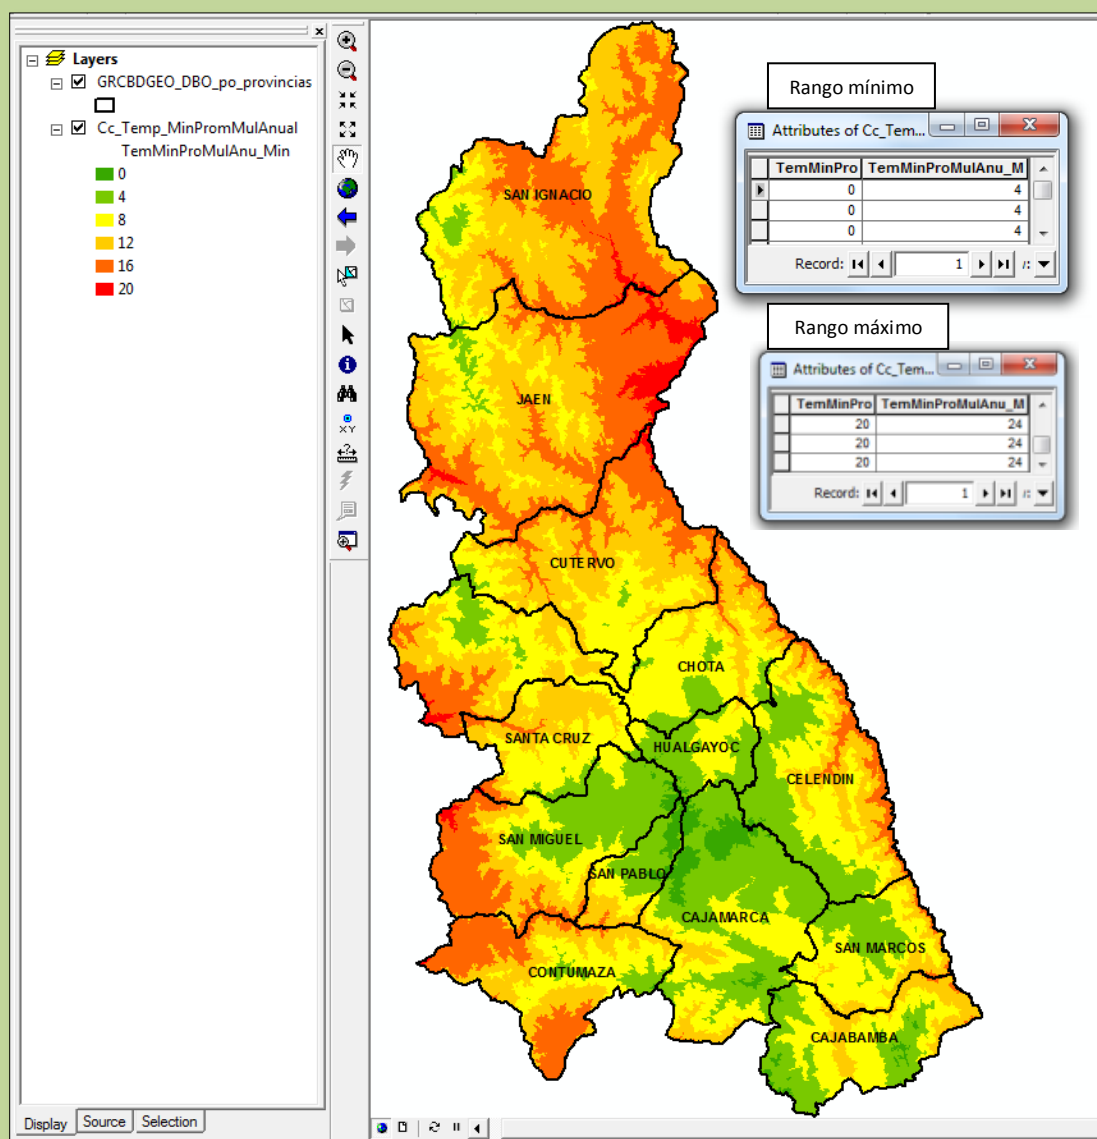 Layers
GRCBDGEO_DBO_po_provincias
Cc_Temp_MinPromMulAnual
TemMinProMulAnu_Min
0
4
8
12
16
20
Display
Source
Selection
XY
Rango mínimo
Attributes of Cc_Tem...
TemMinPro TemMinProMulAnu_M
0 4
0 4
0 4
Record: 1
Rango máximo
Attributes of Cc_Tem...
TemMinPro TemMinProMulAnu_M
20 24
20 24
20 24
Record: 1
SAN IGNACIO
JAEN
CUTERVO
CHOTA
SANTA CRUZ
HUALGAYOC
CELENDIN
SAN MIGUEL
SAN PABLO
CAJAMARCA
SAN MARCOS
CONTUMAZA
CAJABAMBA